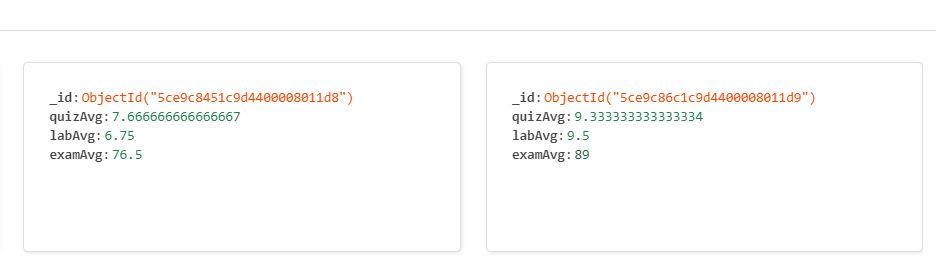 _id:ObjectId("5ce9c8451c9d4400008011d8")
quizAvg:7.666666666666667
labAvg:6.75
examAvg:76.5
_id:ObjectId("5ce9c86c1c9d4400008011d9")
quizAvg:9.333333333333334
labAvg:9.5
examAvg:89